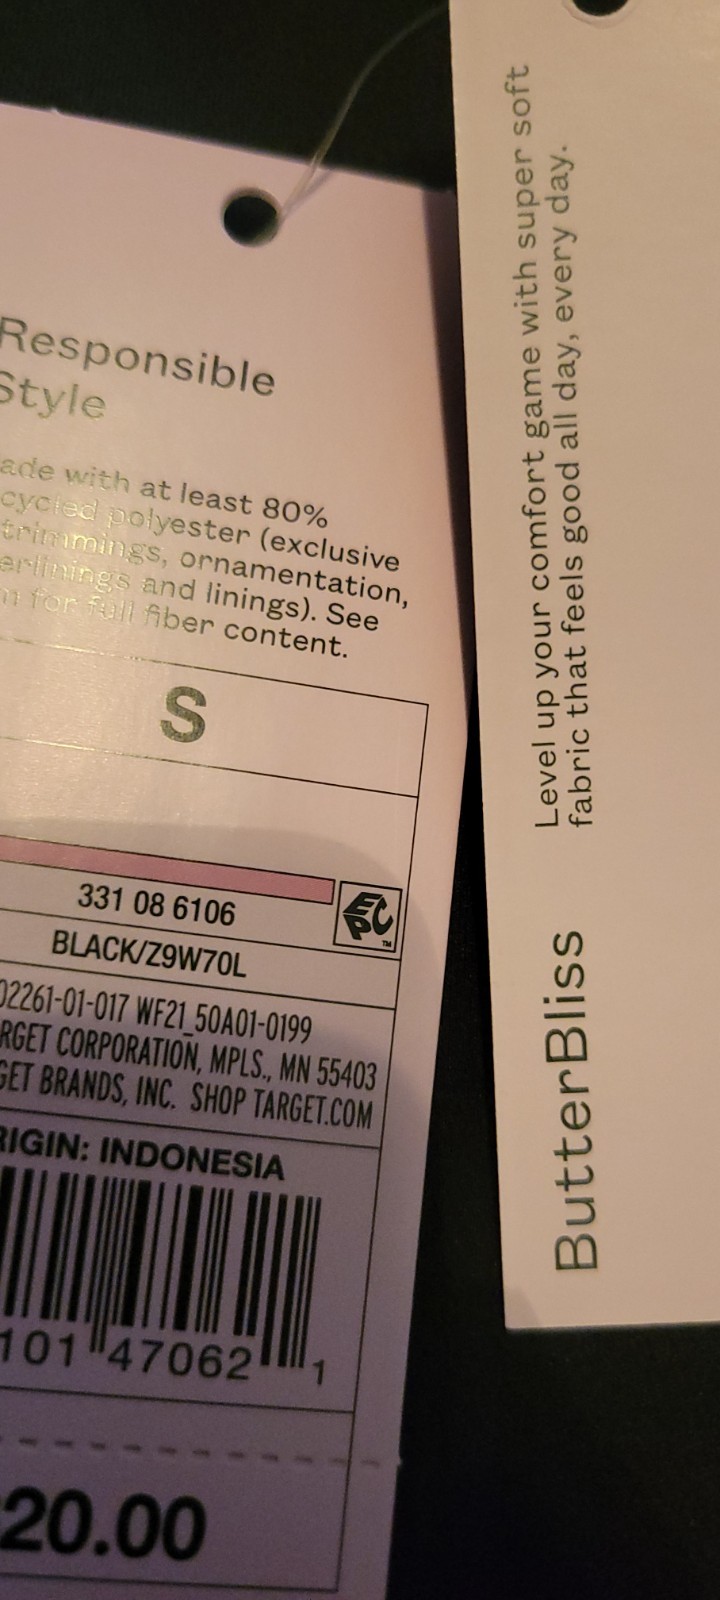 Responsible
Style
ade with at least 80%
cycled polyester (exclusive
trimmings, ornamentation,
erlinings and linings). See
m for full fiber content.
S
331 08 6106
EPC
TM
BLACK/Z9W70L
02261-01-017 WF21_50A01-0199
RGET CORPORATION, MPLS., MN 55403
GET BRANDS, INC. SHOP TARGET.COM
RIGIN: INDONESIA
101 47062 1
20.00
ButterBliss
Level up your comfort game with super soft
fabric that feels good all day, every day.